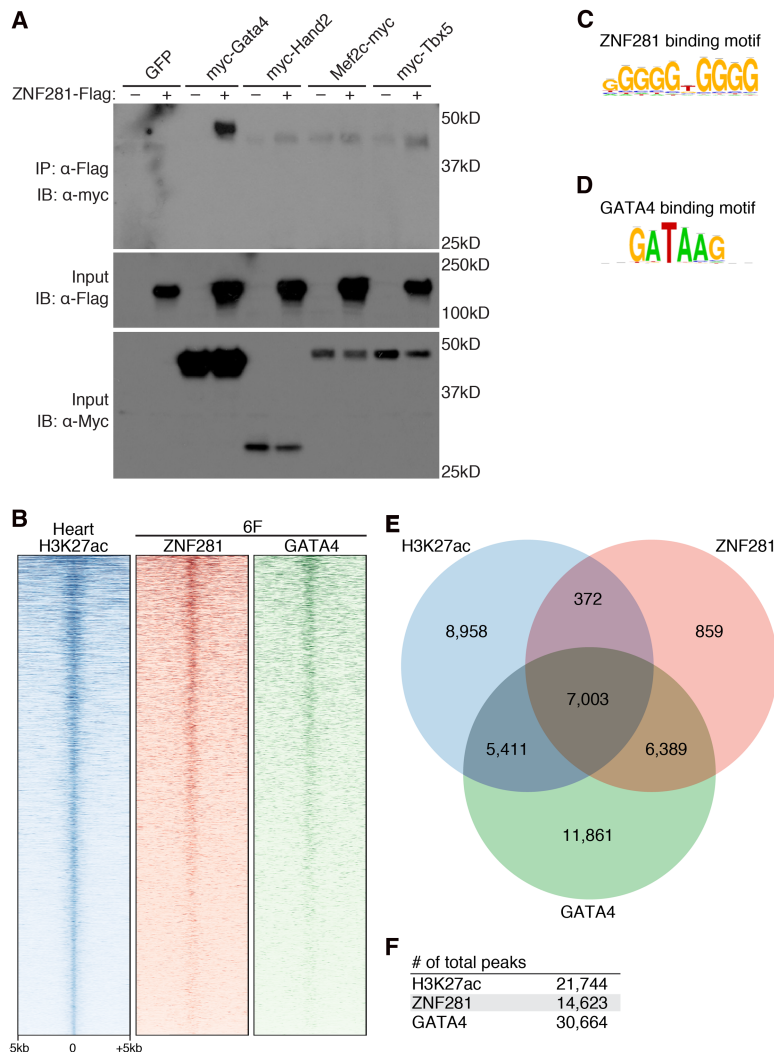 A
GFP
myc-Gata4
myc-Hand2
Mef2c-myc
myc-Tbx5
ZNF281-Flag: – + – + – + – + – +
IP: α-Flag
IB: α-myc
50kD
37kD
25kD
Input
IB: α-Flag
250kD
100kD
Input
IB: α-Myc
50kD
37kD
25kD
B
Heart
H3K27ac
6F
ZNF281
GATA4
5kb
0
+5kb
C
ZNF281 binding motif
GGGGGTGGGG
D
GATA4 binding motif
GATAAG
E
H3K27ac
ZNF281
372
8,958
859
7,003
5,411
6,389
11,861
GATA4
F
# of total peaks
H3K27ac 21,744
ZNF281 14,623
GATA4 30,664